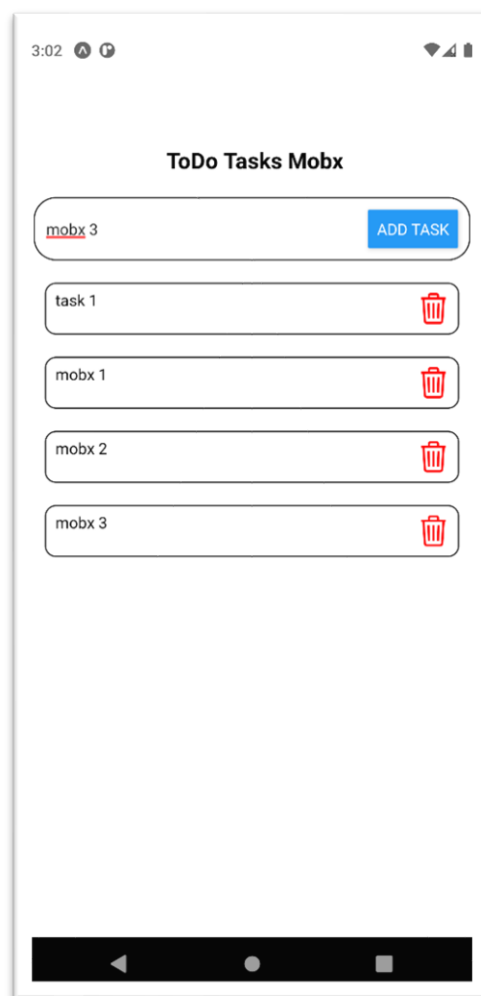 3:02
ToDo Tasks Mobx
mobx 3
ADD TASK
task 1
mobx 1
mobx 2
mobx 3